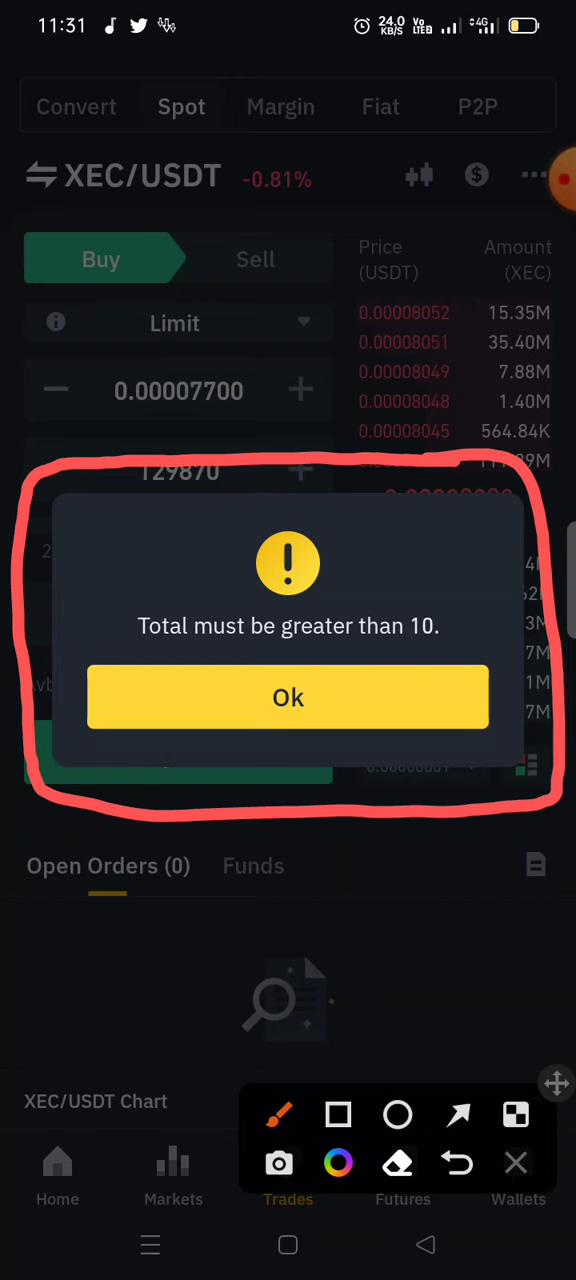 11:31
24.0
KB/S
Vo
LTE2
4G
Convert Spot Margin Fiat P2P
XEC/USDT -0.81%
Buy Sell
Price
(USDT)
Amount
(XEC)
Limit
0.00008052 15.35M
0.00008051 35.40M
0.00008049 7.88M
0.00008048 1.40M
0.00008045 564.84K
0.00007700
129870
Total must be greater than 10.
Ok
Open Orders (0) Funds
XEC/USDT Chart
Home Markets Trades Futures Wallets